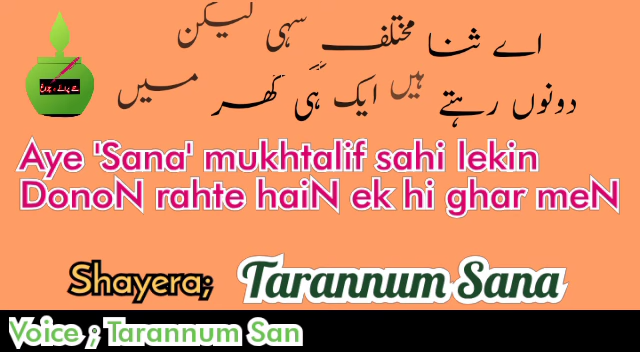 اے ثنا مختلف سہی لیکن
دونوں رہتے ہیں ایک ہی گھر میں
Aye 'Sana' mukhtalif sahi lekin
DonoN rahte haiN ek hi ghar meN
Shayera; Tarannum Sana
Voice ; Tarannum San